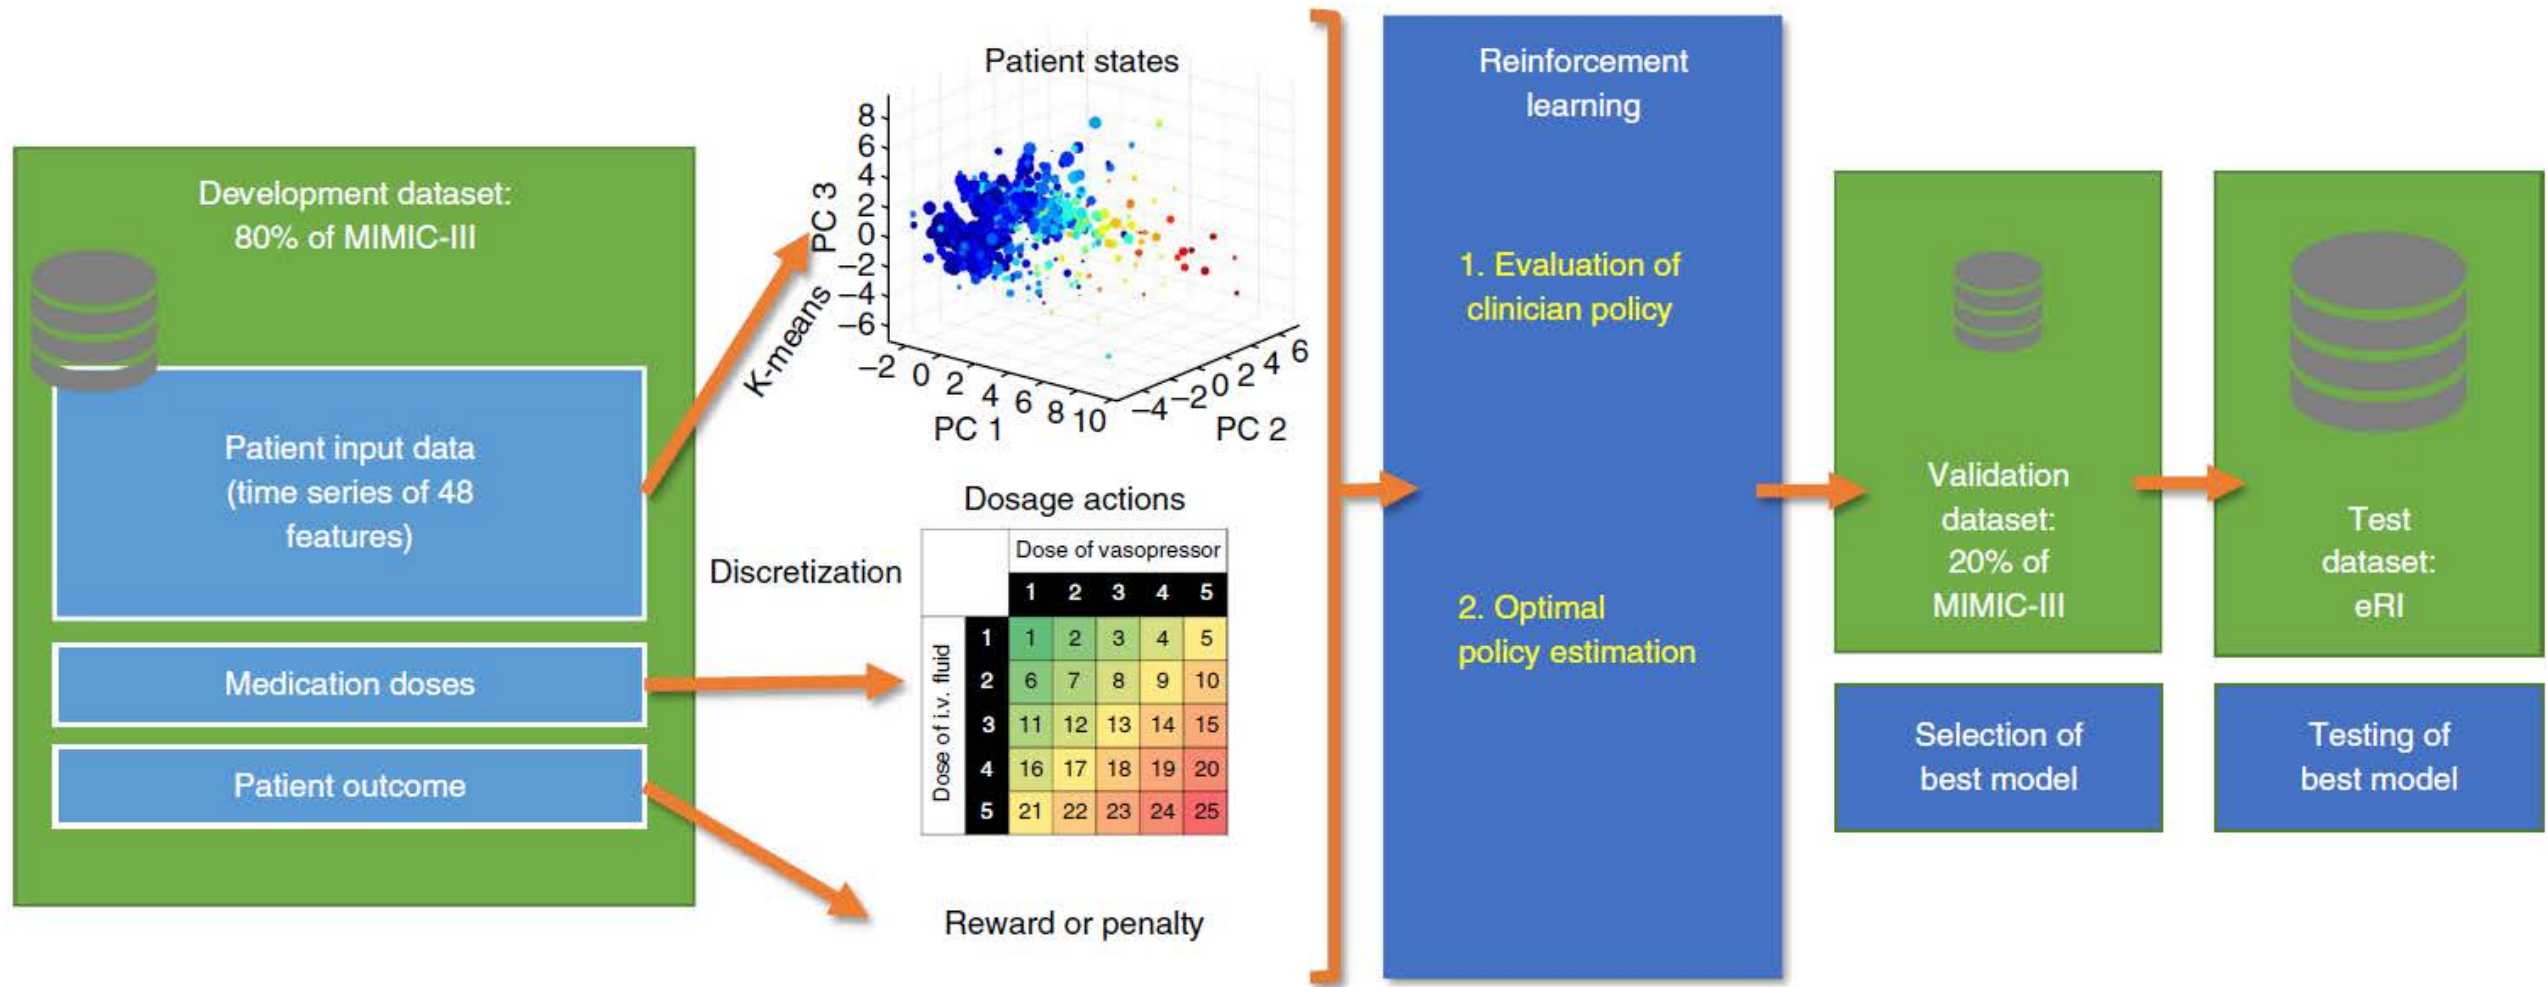 Development dataset:
80% of MIMIC-III
Patient input data
(time series of 48
features)
Medication doses
Patient outcome
K-means
Patient states
8
6
4
2
0
−2
−4
−6
PC 3
−2 0 2 4 6 8 10
PC 1
−4 −2 0 2 4 6
PC 2
Discretization
Dosage actions
Dose of vasopressor
1 2 3 4 5
Dose of i.v. fluid
1 1 2 3 4 5
2 6 7 8 9 10
3 11 12 13 14 15
4 16 17 18 19 20
5 21 22 23 24 25
Reward or penalty
Reinforcement
learning
1. Evaluation of
clinician policy
2. Optimal
policy estimation
Validation
dataset:
20% of
MIMIC-III
Selection of
best model
Test
dataset:
eRI
Testing of
best model